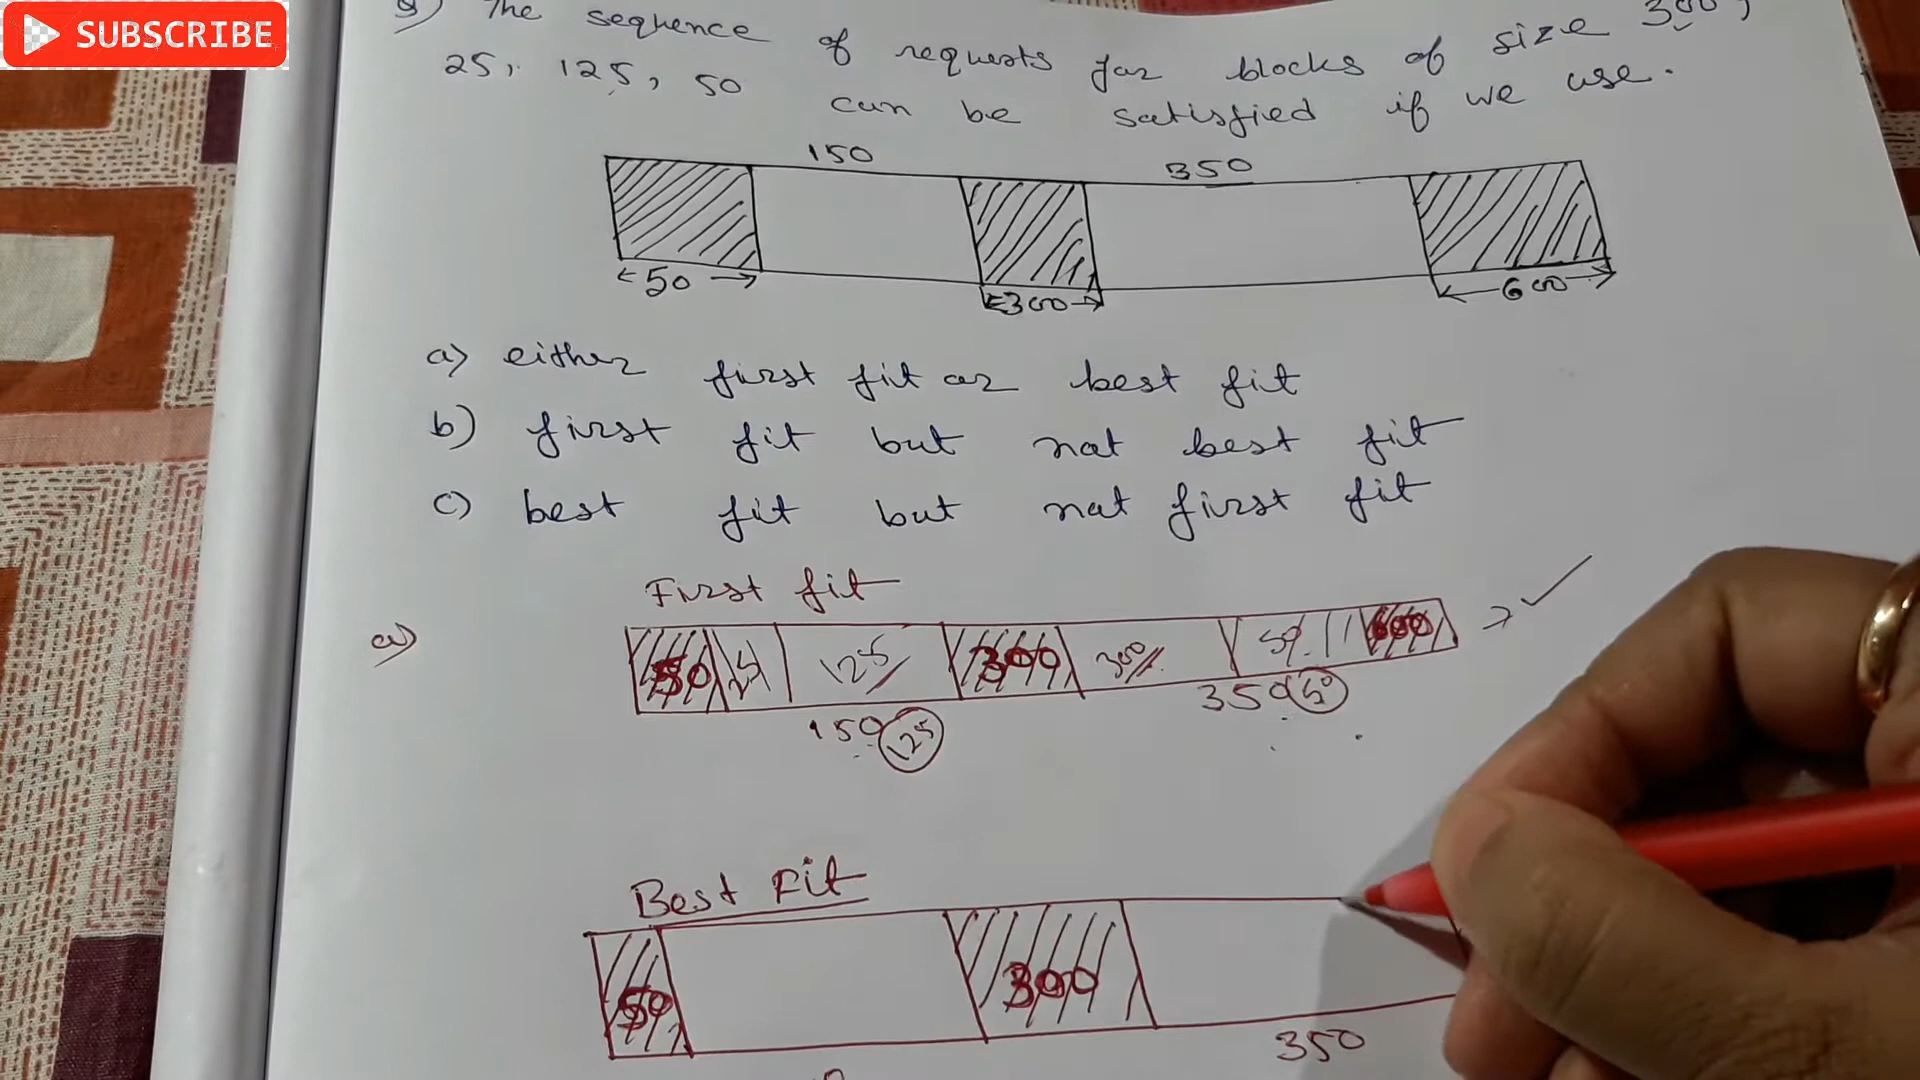 SUBSCRIBE
Q) The sequence of requests for blocks of size 300,
25, 125, 50 can be satisfied if we use.
150 350
50 300 600
a) either first fit or best fit
b) first fit but not best fit
c) best fit but not first fit
First fit
a)
50 25 125 300 300 50 600
150 125 350 50
Best Fit
50 300
350